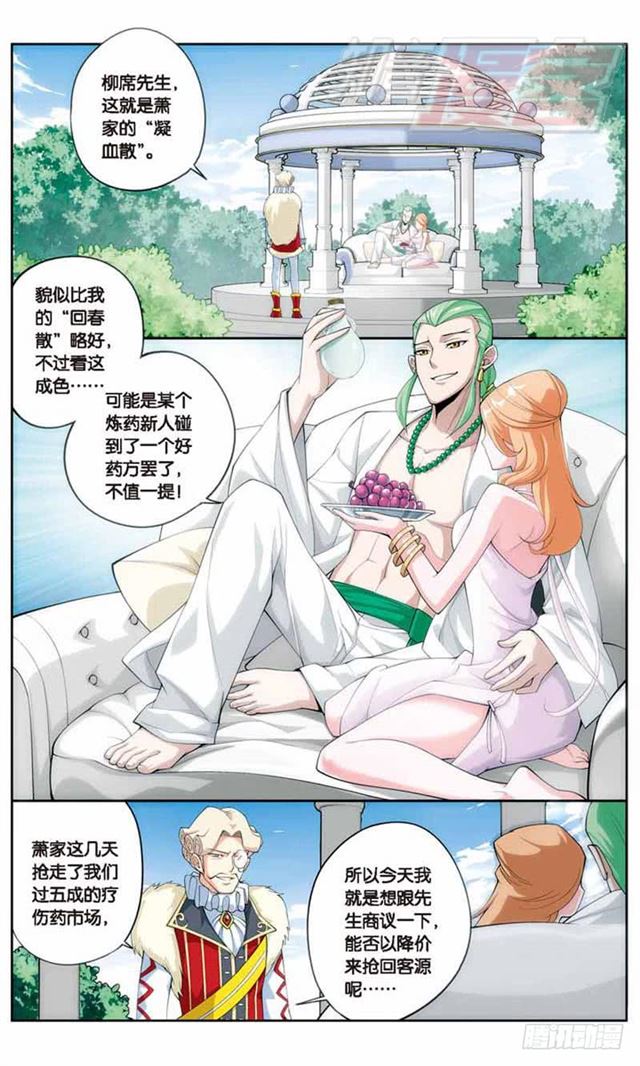 柳席先生，
这就是萧
家的“凝
血散”。
貌似比我
的“回春
散”略好，
不过看这
成色……
可能是某个
炼药新人碰
到了一个好
药方罢了，
不值一提！
萧家这几天
抢走了我们
过五成的疗
伤药市场，
所以今天我
就是想跟先
生商议一下，
能否以降价
来抢回客源
呢……
腾讯动漫